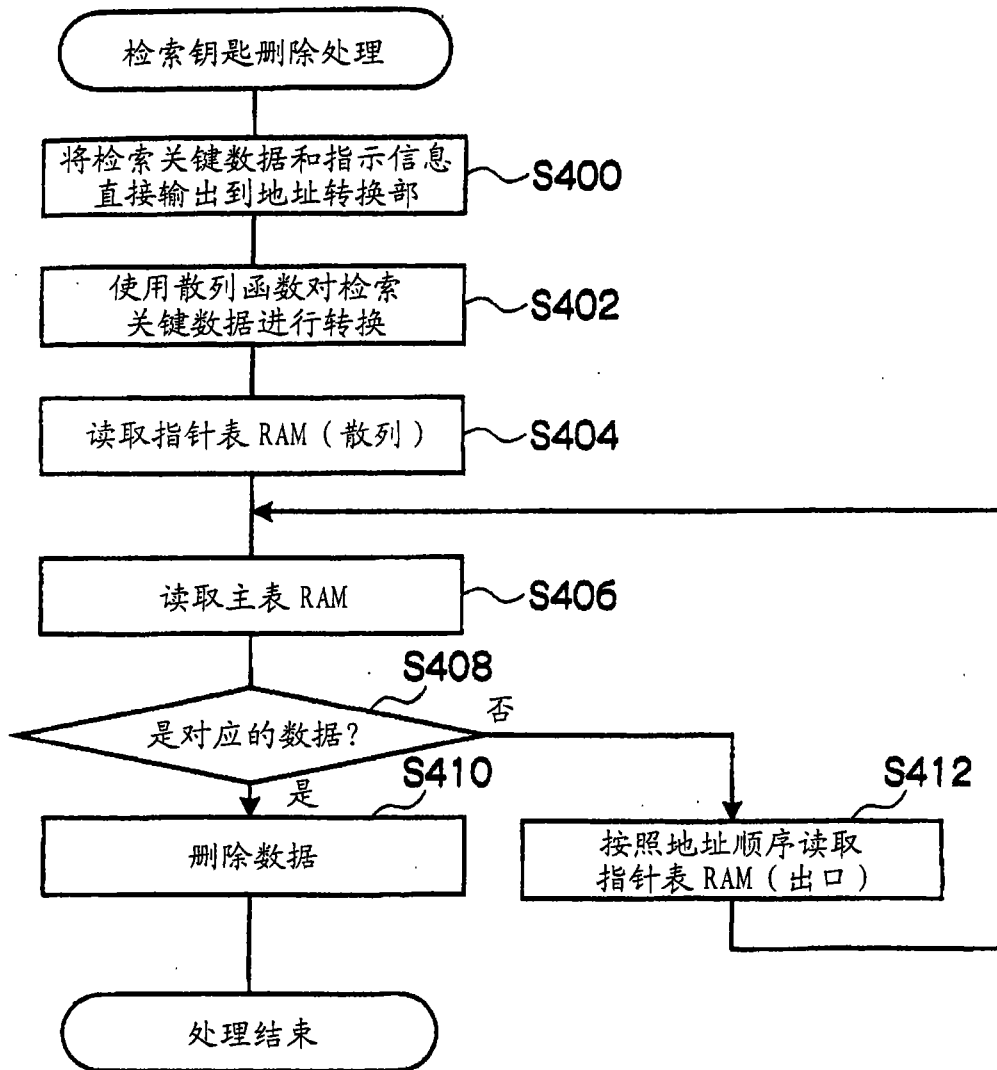 检索钥匙删除处理
将检索关键数据和指示信息
直接输出到地址转换部
S400
使用散列函数对检索
关键数据进行转换
S402
读取指针表 RAM（散列）
S404
读取主表 RAM
S406
S408
是对应的数据?
否
是
S410
删除数据
S412
按照地址顺序读取
指针表 RAM（出口）
处理结束